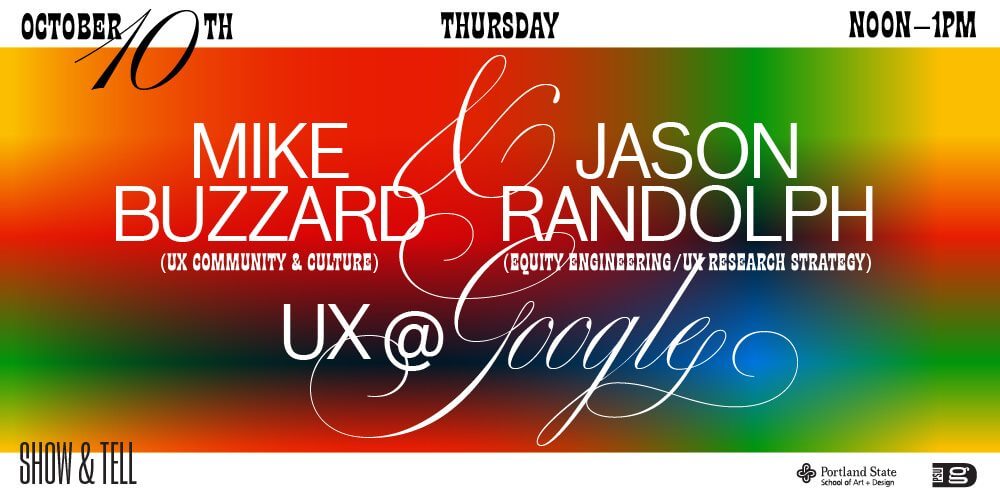 OCTOBER 10TH
THURSDAY
NOON–1PM
MIKE
BUZZARD
(UX COMMUNITY & CULTURE)
&
JASON
RANDOLPH
(EQUITY ENGINEERING/UX RESEARCH STRATEGY)
UX @ Google
SHOW & TELL
Portland State
School of Art + Design
PSU g